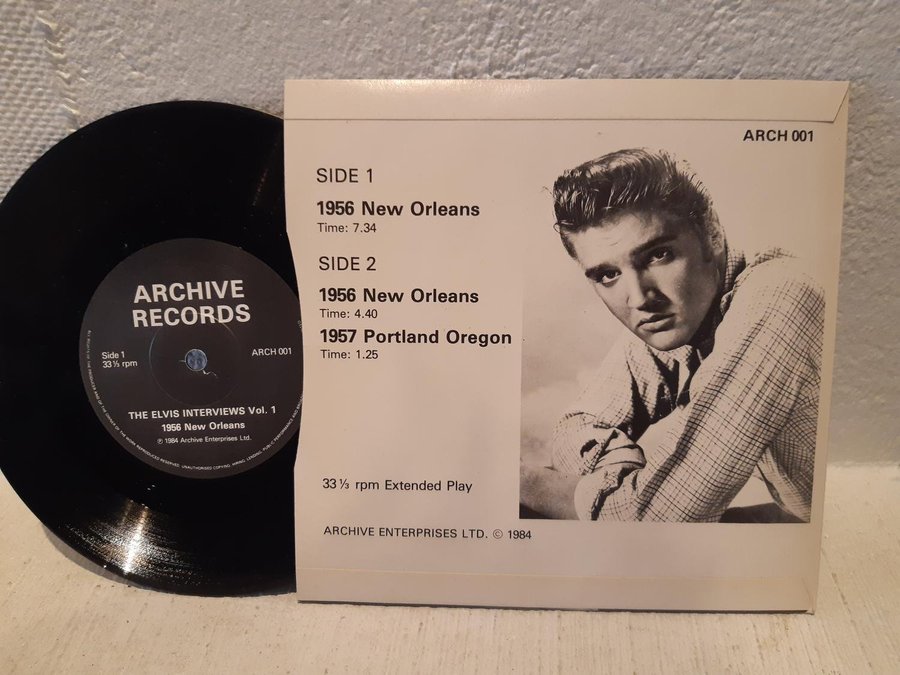 ARCHIVE
RECORDS
Side 1
33⅓ rpm
ARCH 001
THE ELVIS INTERVIEWS Vol. 1
1956 New Orleans
℗ 1984 Archive Enterprises Ltd.
ARCH 001
SIDE 1
1956 New Orleans
Time: 7.34
SIDE 2
1956 New Orleans
Time: 4.40
1957 Portland Oregon
Time: 1.25
33 ⅓ rpm Extended Play
ARCHIVE ENTERPRISES LTD. © 1984